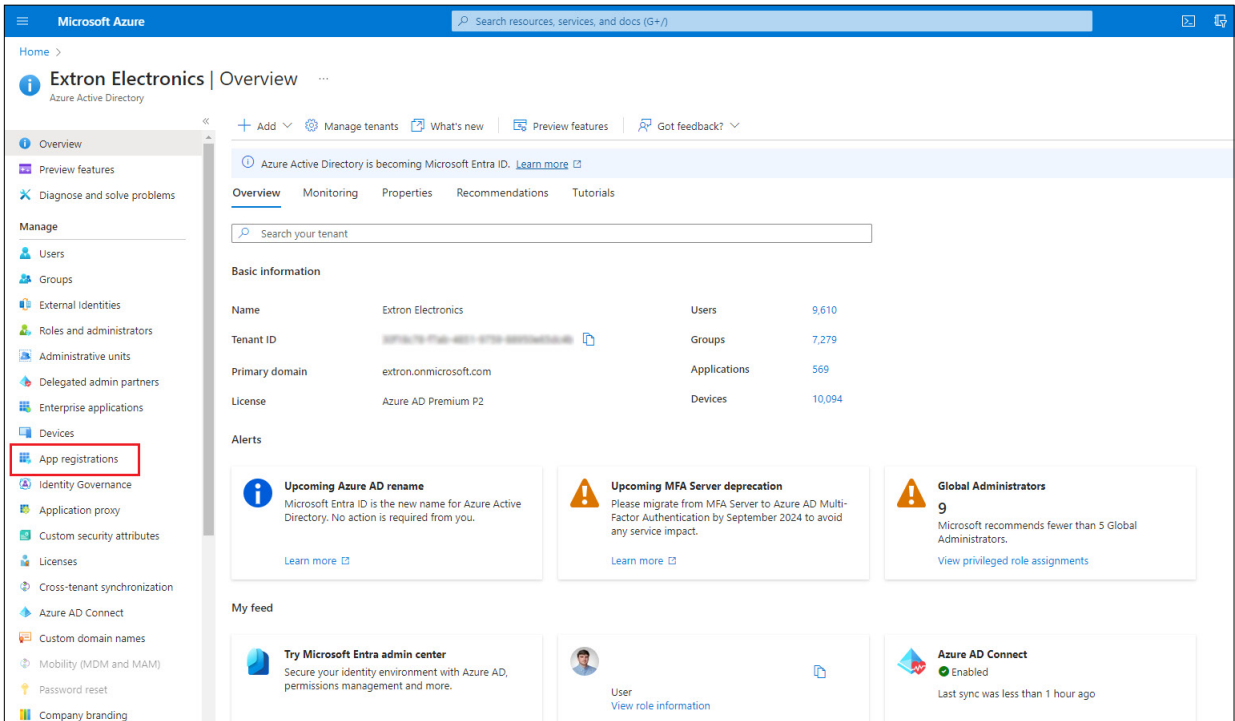 Microsoft Azure
Search resources, services, and docs (G+/)
Home >
Extron Electronics | Overview ...
Azure Active Directory
«
Overview
Preview features
Diagnose and solve problems
Manage
Users
Groups
External Identities
Roles and administrators
Administrative units
Delegated admin partners
Enterprise applications
Devices
App registrations
Identity Governance
Application proxy
Custom security attributes
Licenses
Cross-tenant synchronization
Azure AD Connect
Custom domain names
Mobility (MDM and MAM)
Password reset
Company branding
Add Manage tenants What's new Preview features Got feedback?
Azure Active Directory is becoming Microsoft Entra ID. Learn more
Overview Monitoring Properties Recommendations Tutorials
Search your tenant
Basic information
Name Extron Electronics Users 9,610
Tenant ID Groups 7,279
Primary domain extron.onmicrosoft.com Applications 569
License Azure AD Premium P2 Devices 10,094
Alerts
Upcoming Azure AD rename
Microsoft Entra ID is the new name for Azure Active
Directory. No action is required from you.
Learn more
Upcoming MFA Server deprecation
Please migrate from MFA Server to Azure AD Multi-
Factor Authentication by September 2024 to avoid
any service impact.
Learn more
Global Administrators
9
Microsoft recommends fewer than 5 Global
Administrators.
View privileged role assignments
My feed
Try Microsoft Entra admin center
Secure your identity environment with Azure AD,
permissions management and more.
User
View role information
Azure AD Connect
Enabled
Last sync was less than 1 hour ago